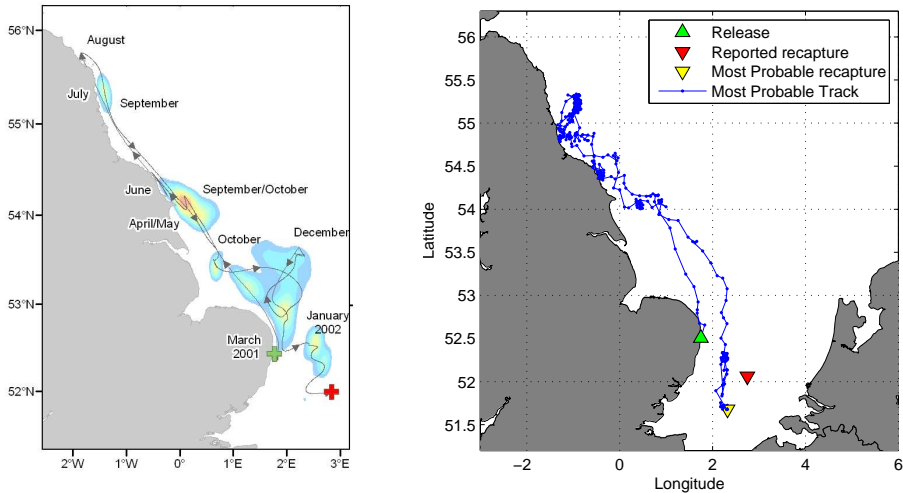 56°N
55°N
54°N
53°N
52°N
2°W
1°W
0°
1°E
2°E
3°E
August
July
September
June
September/October
April/May
October
December
January
2002
March
2001
56
55.5
55
54.5
54
53.5
53
52.5
52
51.5
Latitude
−2
0
2
4
6
Longitude
Release
Reported recapture
Most Probable recapture
Most Probable Track